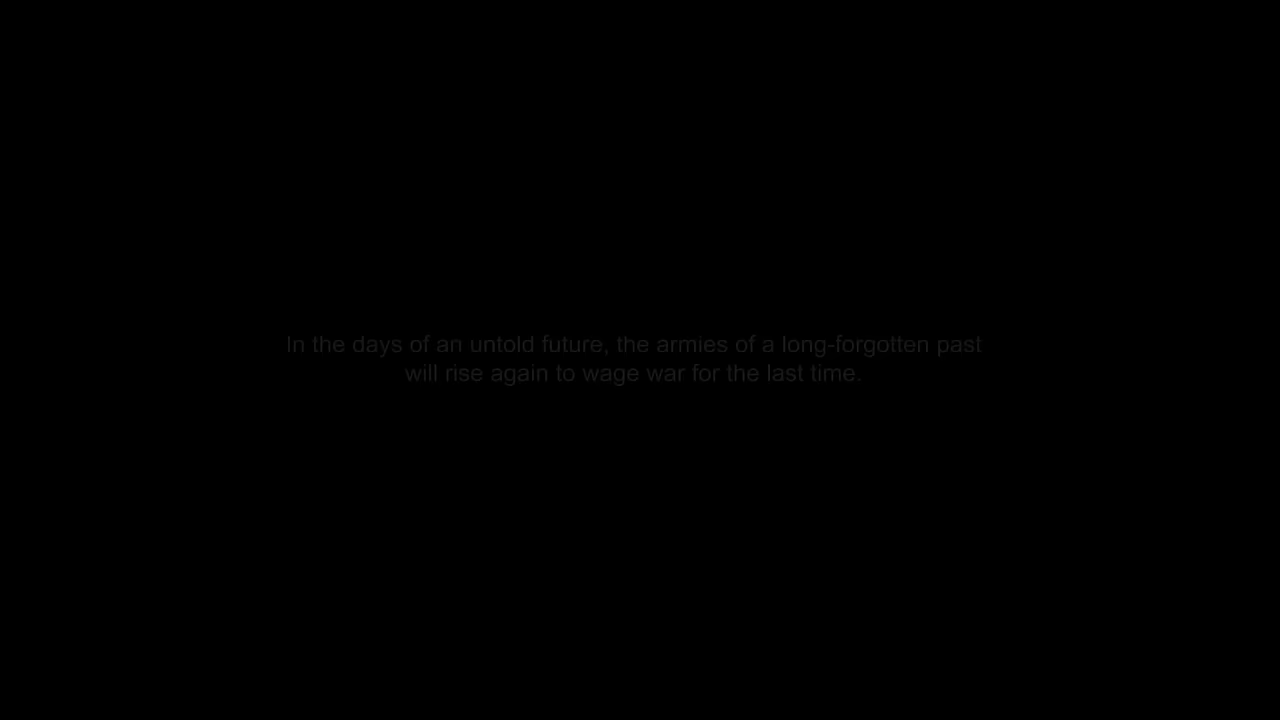 In the days of an untold future, the armies of a long-forgotten past
will rise again to wage war for the last time.